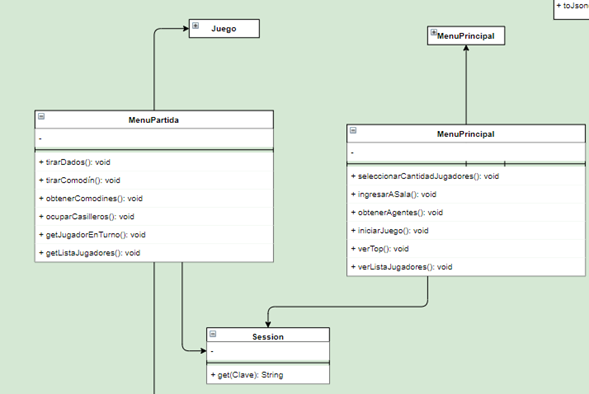 + toJson
Juego
MenuPrincipal
MenuPartida
-
+ tirarDados(): void
+ tirarComodín(): void
+ obtenerComodines(): void
+ ocuparCasilleros(): void
+ getJugadorEnTurno(): void
+ getListaJugadores(): void
MenuPrincipal
-
+ seleccionarCantidadJugadores(): void
+ ingresarASala(): void
+ obtenerAgentes(): void
+ iniciarJuego(): void
+ verTop(): void
+ verListaJugadores(): void
Session
-
+ get(Clave): String